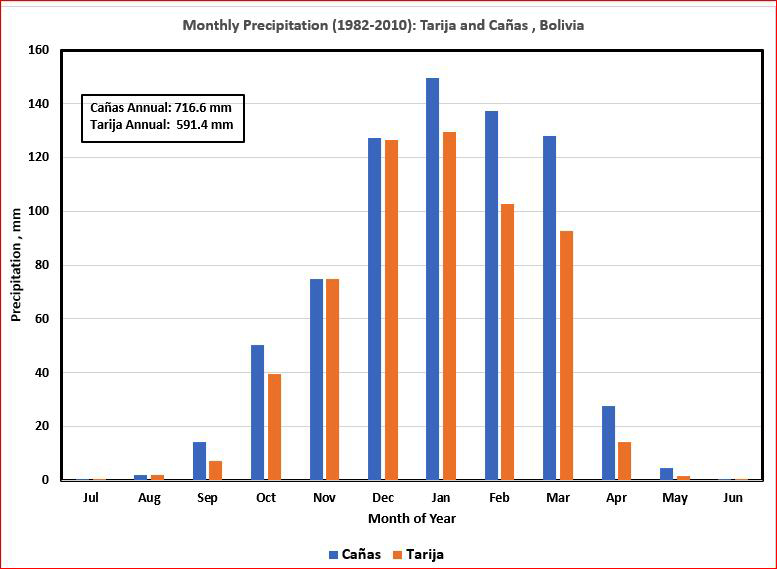 Monthly Precipitation (1982-2010): Tarija and Cañas , Bolivia
160
140
120
100
80
60
40
20
0
Precipitation , mm
Cañas Annual: 716.6 mm
Tarija Annual:  591.4 mm
Jul Aug Sep Oct Nov Dec Jan Feb Mar Apr May Jun
Month of Year
Cañas Tarija